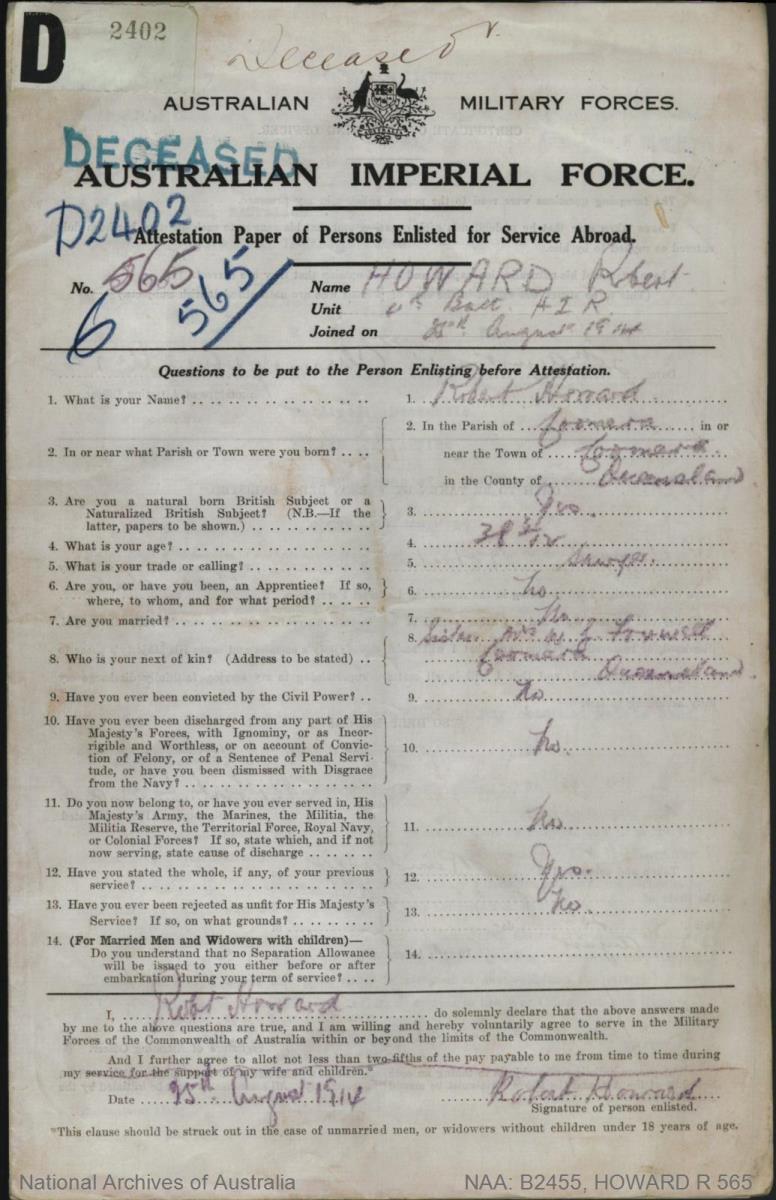 D 2402
Deceased
AUSTRALIAN MILITARY FORCES.
DECEASED
AUSTRALIAN IMPERIAL FORCE.
D2402
Attestation Paper of Persons Enlisted for Service Abroad.
No. 565 Name HOWARD Robert
6 565 Unit Batt A I F
Joined on 25th August 1914
Questions to be put to the Person Enlisting before Attestation.
1. What is your Name? 1. Robert Howard
2. In or near what Parish or Town were you born? 2. In the Parish of Coomera in or
near the Town of Coomera
in the County of Queensland
3. Are you a natural born British Subject or a
Naturalized British Subject? (N.B.—If the
latter, papers to be shown.) 3. Yes.
4. What is your age? 4. 38
5. What is your trade or calling? 5.
6. Are you, or have you been, an Apprentice? If so,
where, to whom, and for what period? 6. No
7. Are you married? 7. No
8. Who is your next of kin? (Address to be stated) 8. Sister Mrs W J
Coomera
Queensland
9. Have you ever been convicted by the Civil Power? 9. No
10. Have you ever been discharged from any part of His
Majesty's Forces, with Ignominy, or as Incor-
rigible and Worthless, or on account of Convic-
tion of Felony, or of a Sentence of Penal Servi-
tude, or have you been dismissed with Disgrace
from the Navy? 10. No.
11. Do you now belong to, or have you ever served in, His
Majesty's Army, the Marines, the Militia, the
Militia Reserve, the Territorial Force, Royal Navy,
or Colonial Forces? If so, state which, and if not
now serving, state cause of discharge 11. No
12. Have you stated the whole, if any, of your previous
service? 12. Yes.
13. Have you ever been rejected as unfit for His Majesty's
Service? If so, on what grounds? 13. No.
14. (For Married Men and Widowers with children)—
Do you understand that no Separation Allowance
will be issued to you either before or after
embarkation during your term of service? 14.
I, Robt Howard do solemnly declare that the above answers made
by me to the above questions are true, and I am willing and hereby voluntarily agree to serve in the Military
Forces of the Commonwealth of Australia within or beyond the limits of the Commonwealth.
And I further agree to allot not less than two-fifths of the pay payable to me from time to time during
my service for the support of my wife and children.*
Date 25th August 1914 Robert Howard
Signature of person enlisted.
*This clause should be struck out in the case of unmarried men, or widowers without children under 18 years of age.
National Archives of Australia NAA: B2455, HOWARD R 565